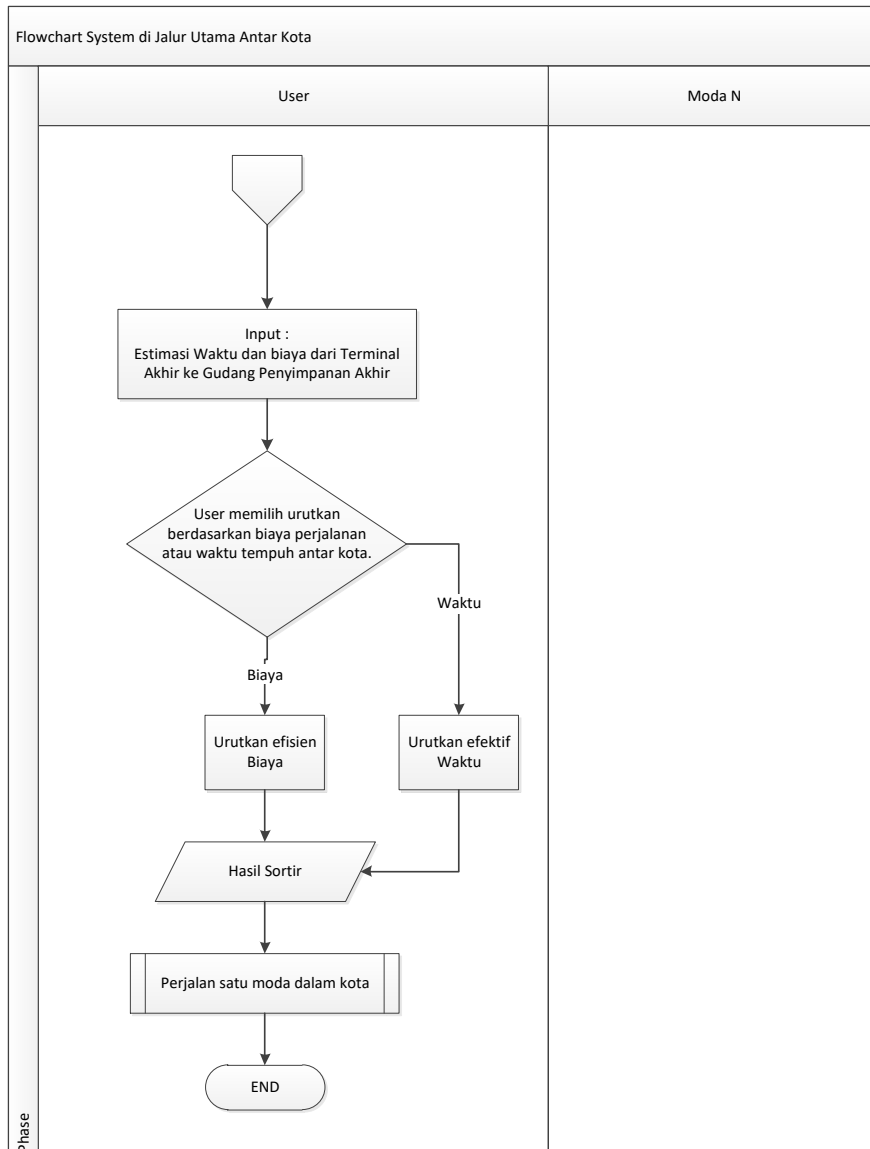 Flowchart System di Jalur Utama Antar Kota
User
Moda N
Input :
Estimasi Waktu dan biaya dari Terminal
Akhir ke Gudang Penyimpanan Akhir
User memilih urutkan
berdasarkan biaya perjalanan
atau waktu tempuh antar kota.
Waktu
Biaya
Urutkan efisien
Biaya
Urutkan efektif
Waktu
Hasil Sortir
Perjalan satu moda dalam kota
END
Phase